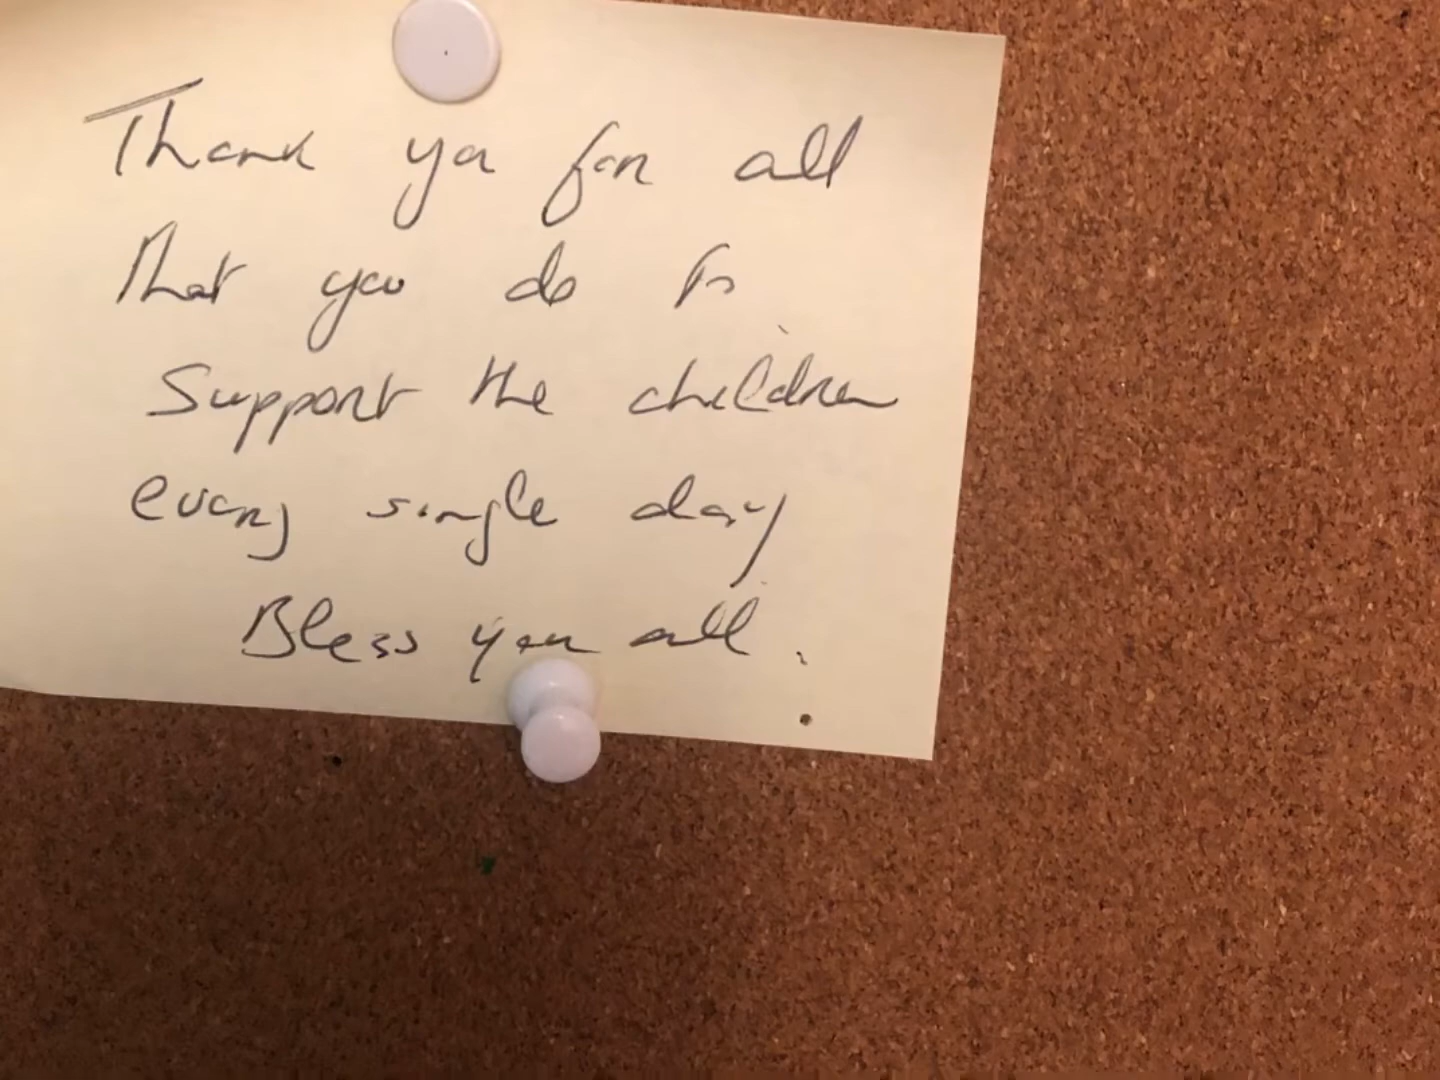 Thank you for all
that you do to
Support the children
every single day
Bless you all.